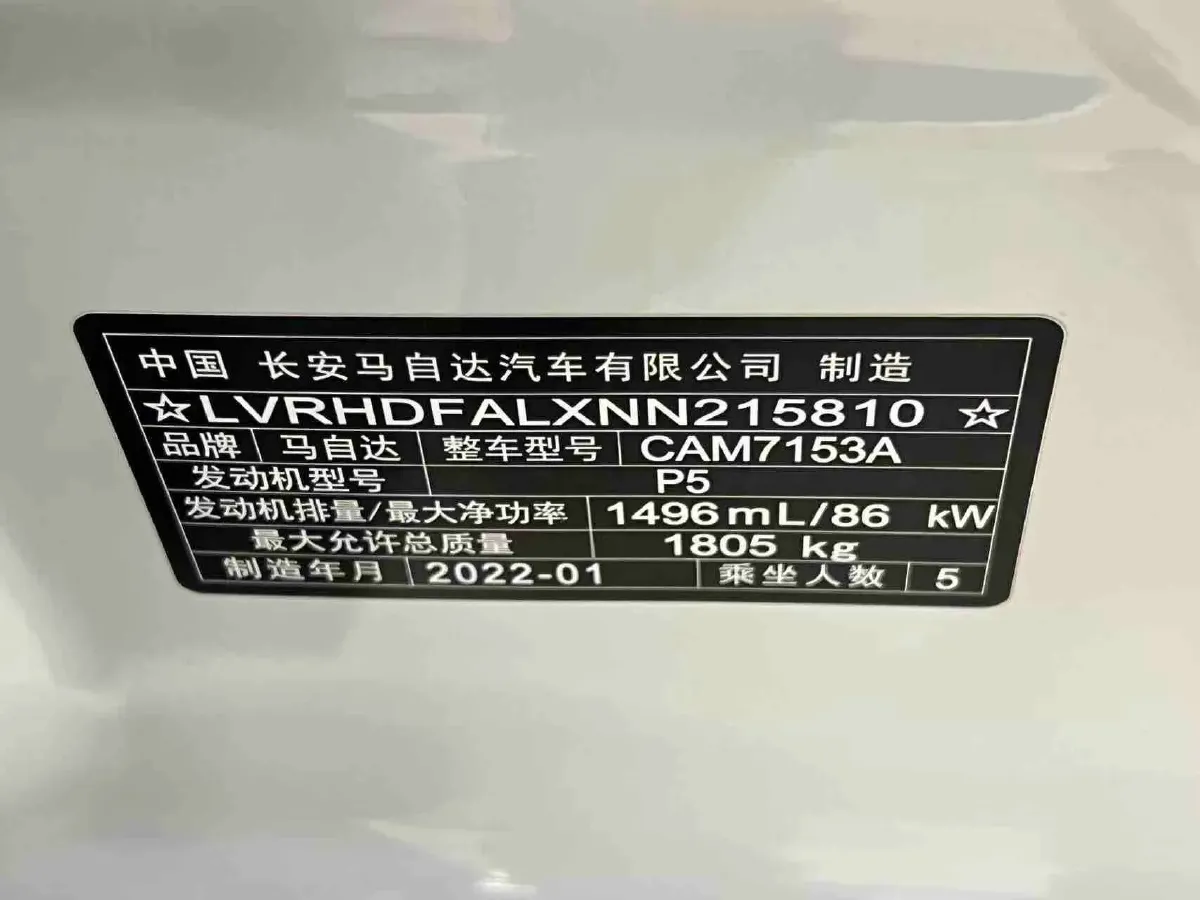 中国 长安马自达汽车有限公司 制造
☆LVRHDFALXNN215810☆
品牌 马自达 整车型号 CAM7153A
发动机型号 P5
发动机排量/最大净功率 1496mL/86 kW
最大允许总质量 1805 kg
制造年月 2022-01 乘坐人数 5